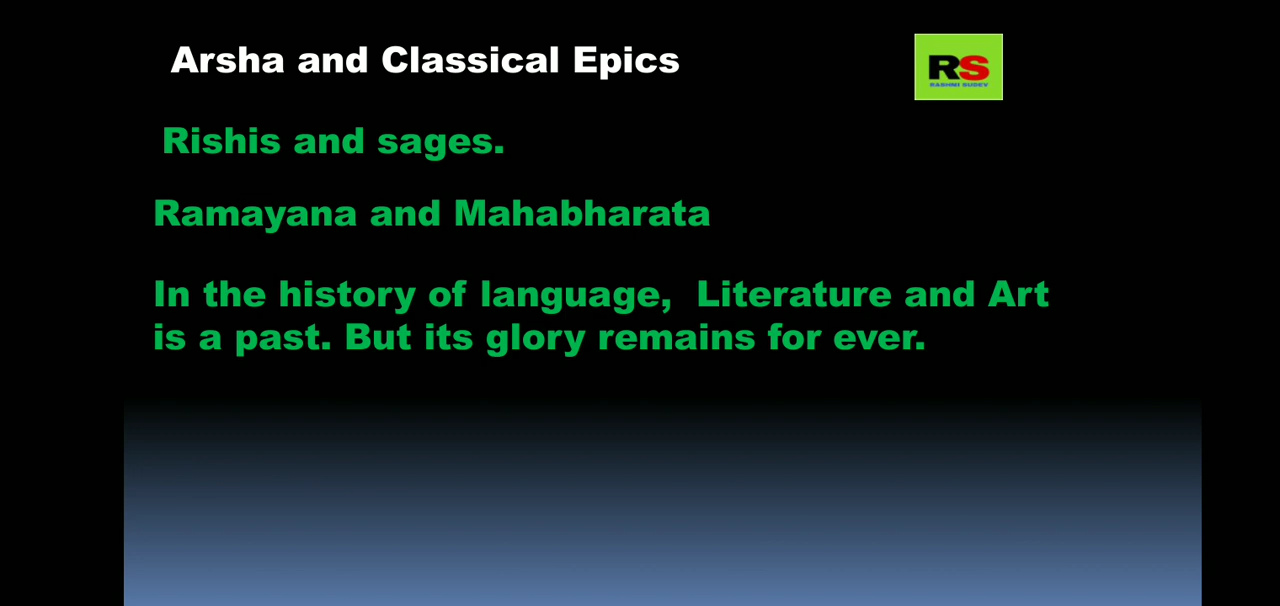 Arsha and Classical Epics
RS
RASHMI SUDEV
Rishis and sages.
Ramayana and Mahabharata
In the history of language, Literature and Art
is a past. But its glory remains for ever.